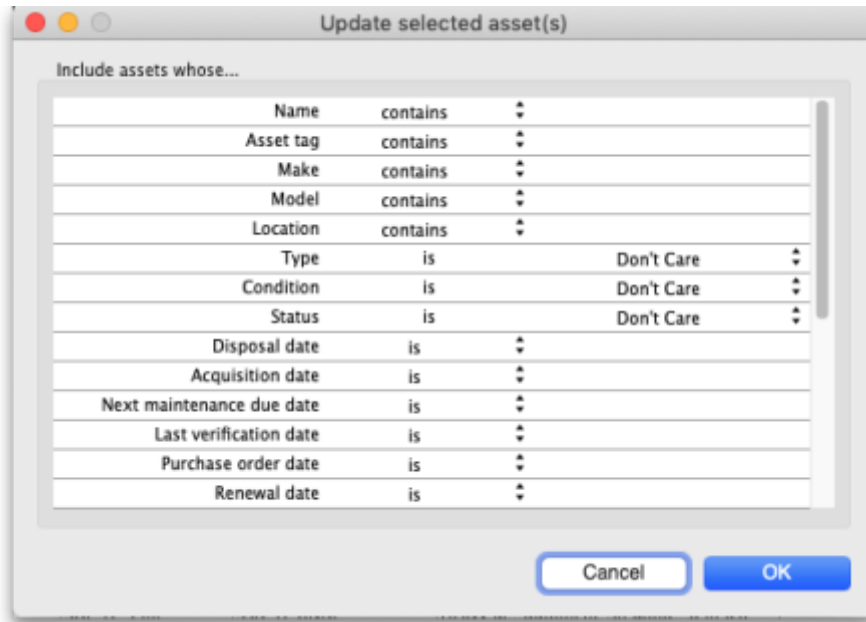 Update selected asset(s)
Include assets whose...
Name contains
Asset tag contains
Make contains
Model contains
Location contains
Type is Don't Care
Condition is Don't Care
Status is Don't Care
Disposal date is
Acquisition date is
Next maintenance due date is
Last verification date is
Purchase order date is
Renewal date is
Cancel OK